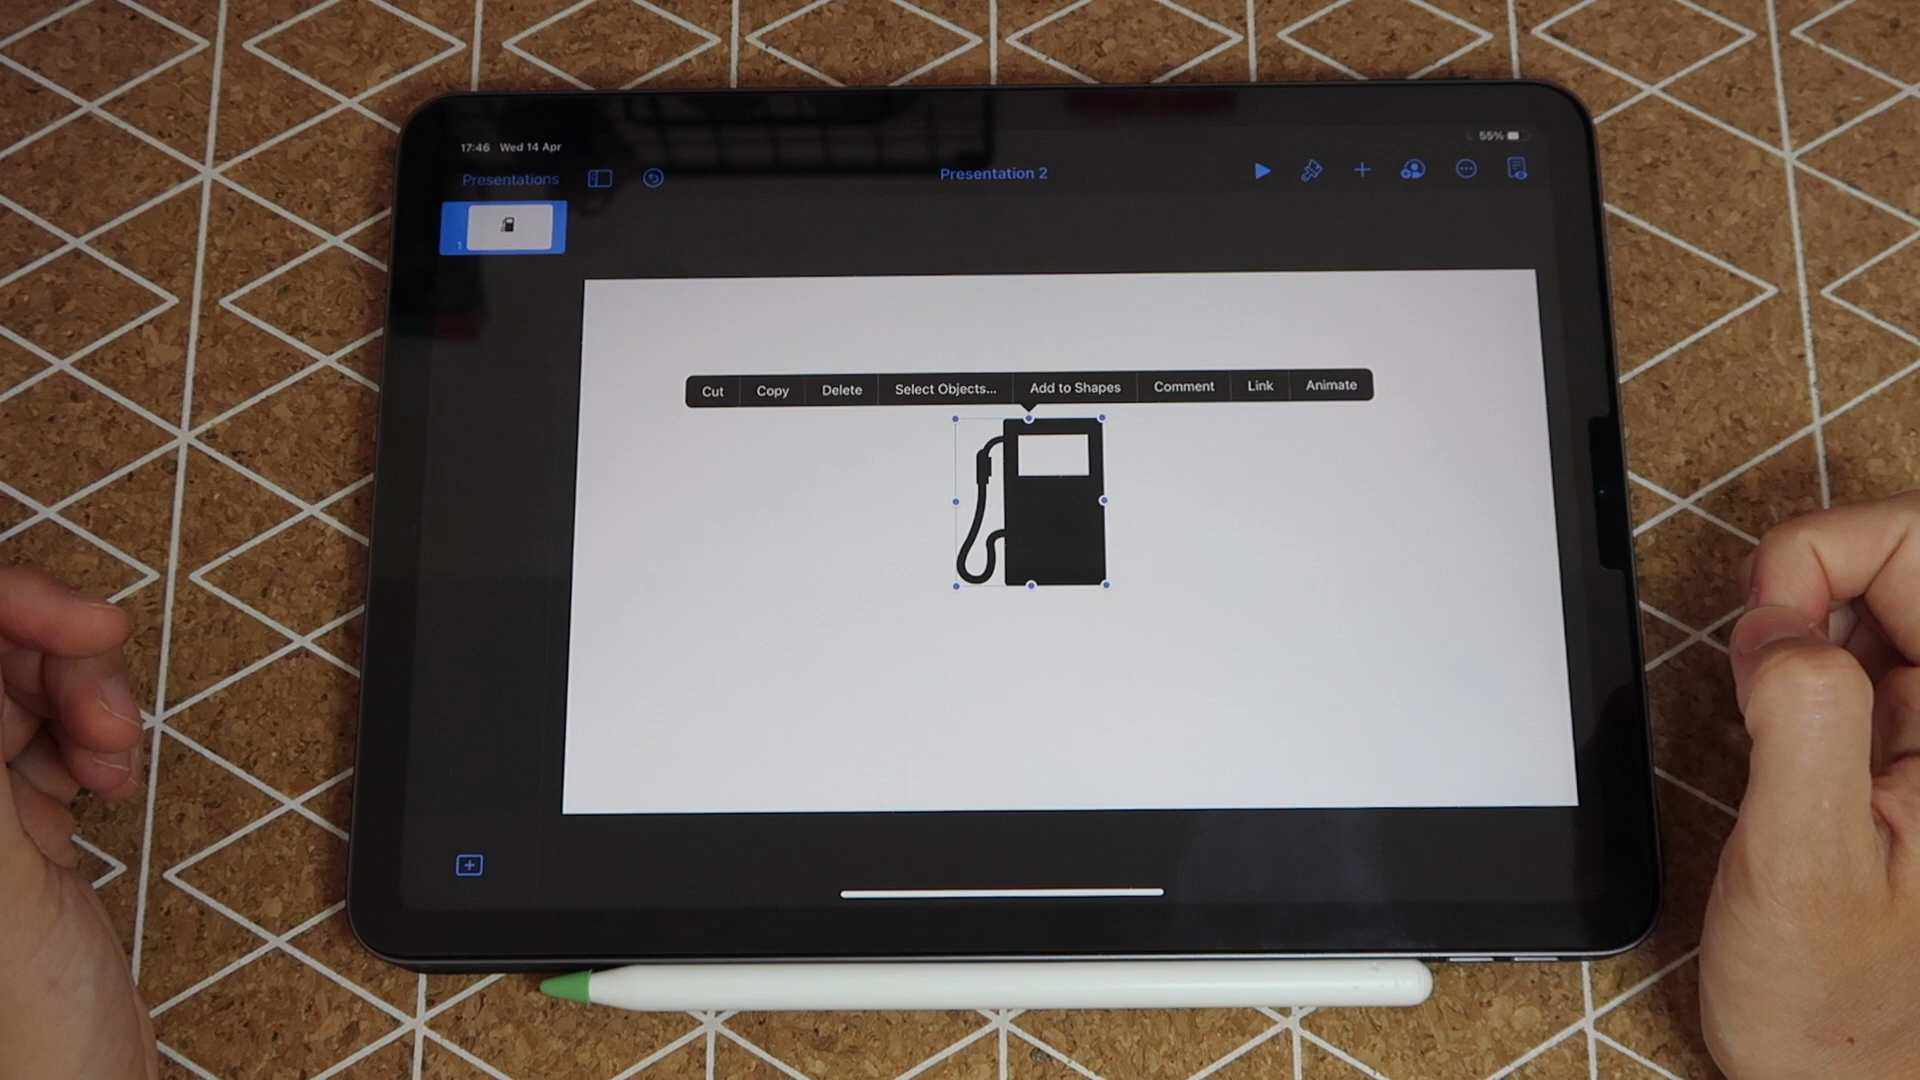 17:46 Wed 14 Apr
55%
Presentations
Presentation 2
1
Cut Copy Delete Select Objects... Add to Shapes Comment Link Animate